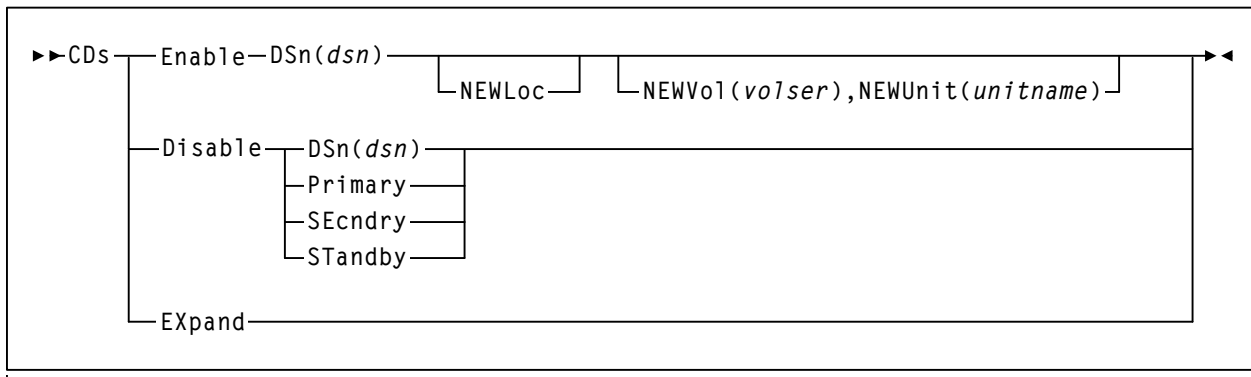 CDs Enable DSn(dsn)
NEWLoc NEWVol(volser),NEWUnit(unitname)
Disable DSn(dsn)
Primary
SEcndry
STandby
EXpand